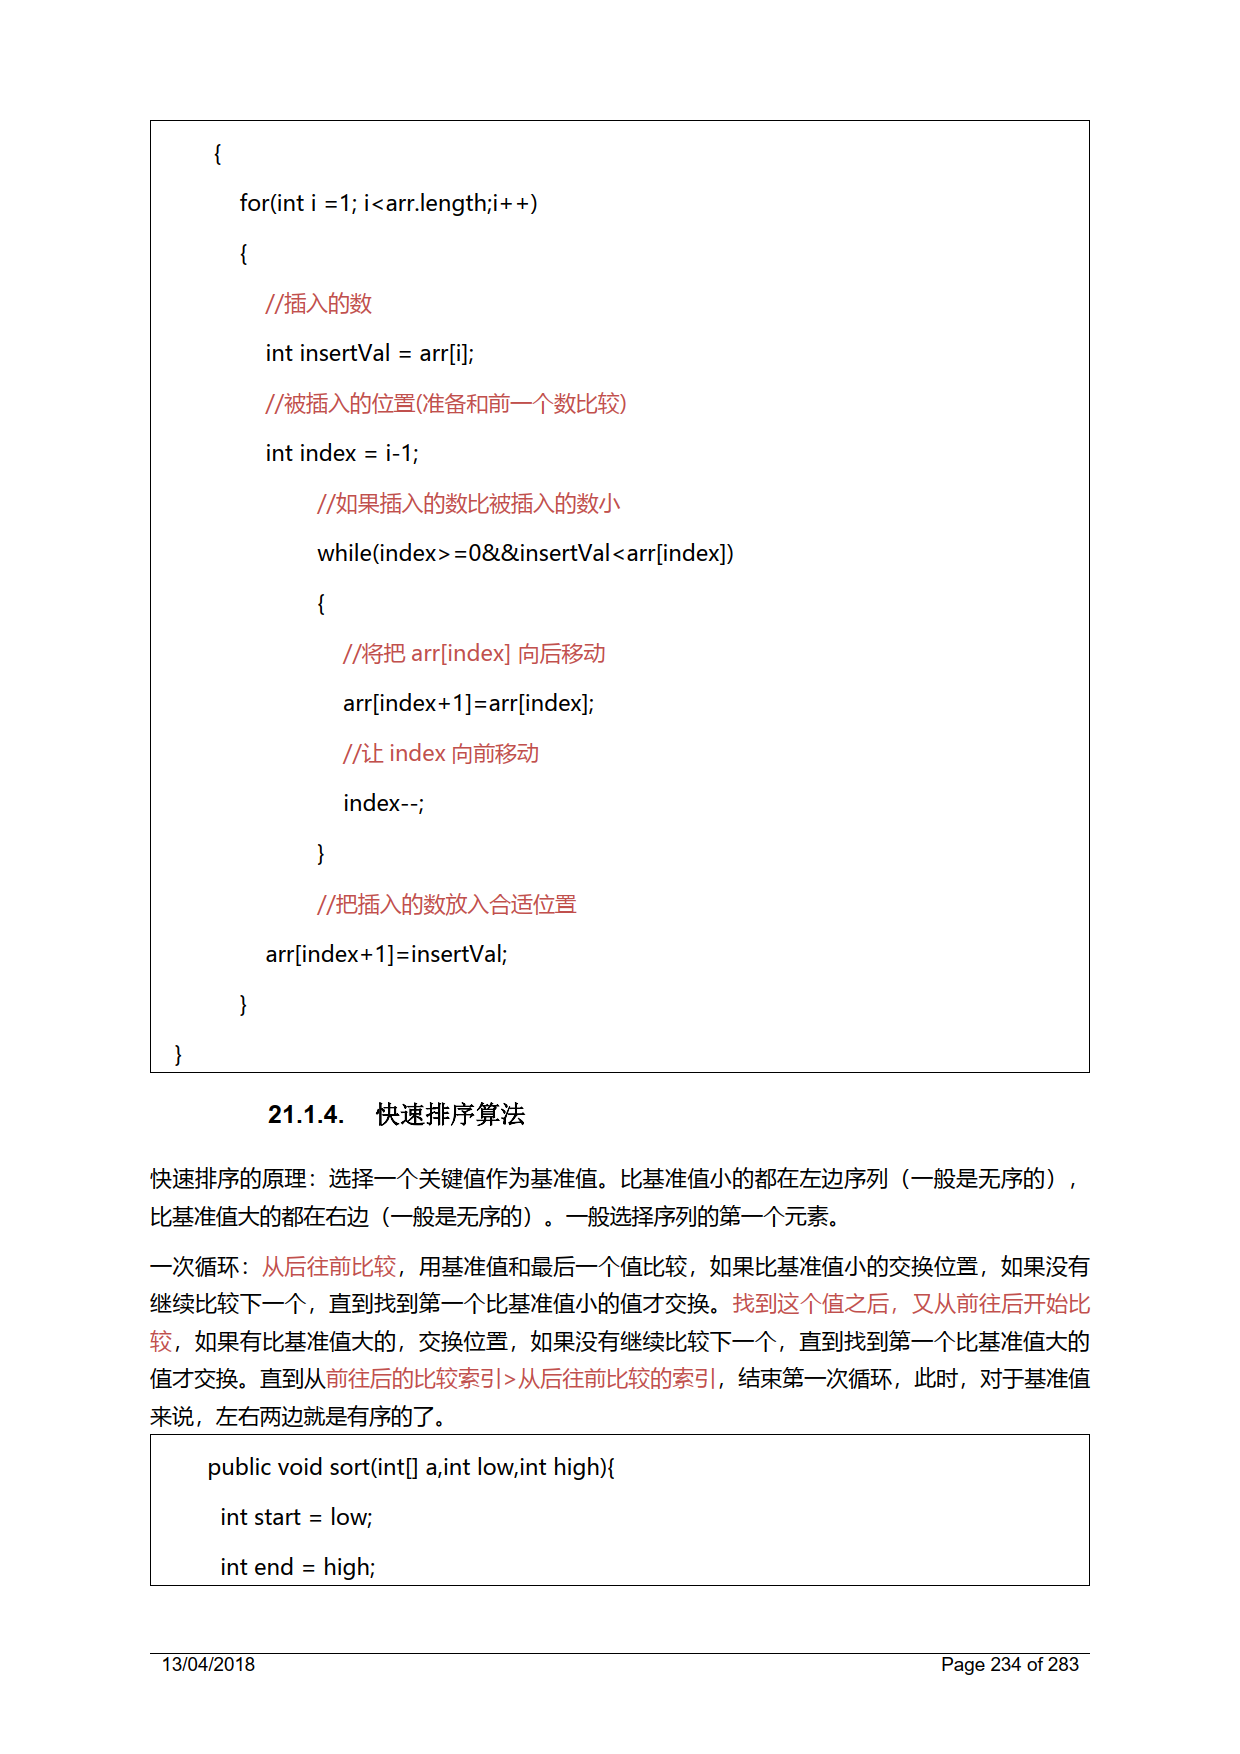 {
for(int i =1; i<arr.length;i++)
{
//插入的数
int insertVal = arr[i];
//被插入的位置(准备和前一个数比较)
int index = i-1;
//如果插入的数比被插入的数小
while(index>=0&&insertVal<arr[index])
{
//将把 arr[index] 向后移动
arr[index+1]=arr[index];
//让 index 向前移动
index--;
}
//把插入的数放入合适位置
arr[index+1]=insertVal;
}
}
21.1.4. 快速排序算法
快速排序的原理：选择一个关键值作为基准值。比基准值小的都在左边序列（一般是无序的），
比基准值大的都在右边（一般是无序的）。一般选择序列的第一个元素。
一次循环：从后往前比较，用基准值和最后一个值比较，如果比基准值小的交换位置，如果没有
继续比较下一个，直到找到第一个比基准值小的值才交换。找到这个值之后，又从前往后开始比
较，如果有比基准值大的，交换位置，如果没有继续比较下一个，直到找到第一个比基准值大的
值才交换。直到从前往后的比较索引>从后往前比较的索引，结束第一次循环，此时，对于基准值
来说，左右两边就是有序的了。
public void sort(int[] a,int low,int high){
int start = low;
int end = high;
13/04/2018 Page 234 of 283